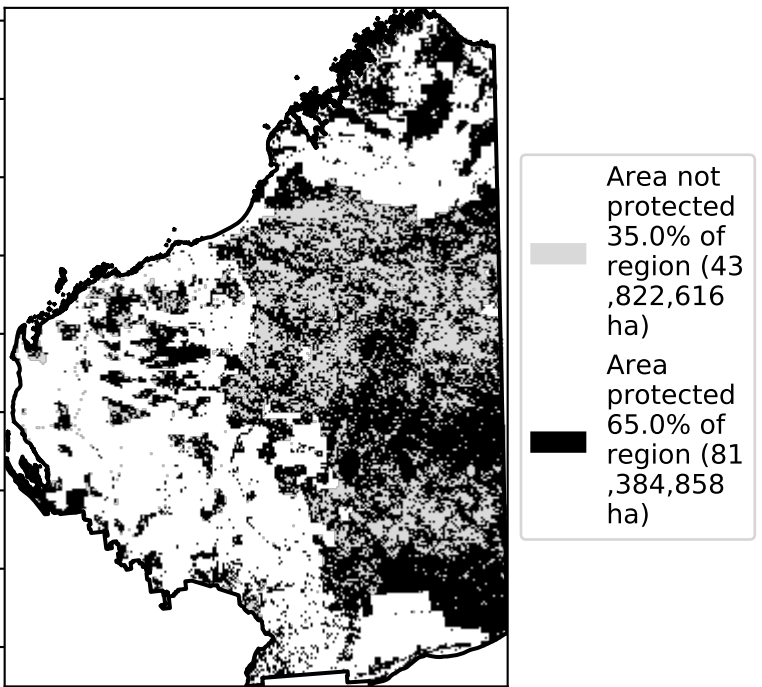 Area not
protected
35.0% of
region (43
,822,616
ha)
Area
protected
65.0% of
region (81
,384,858
ha)